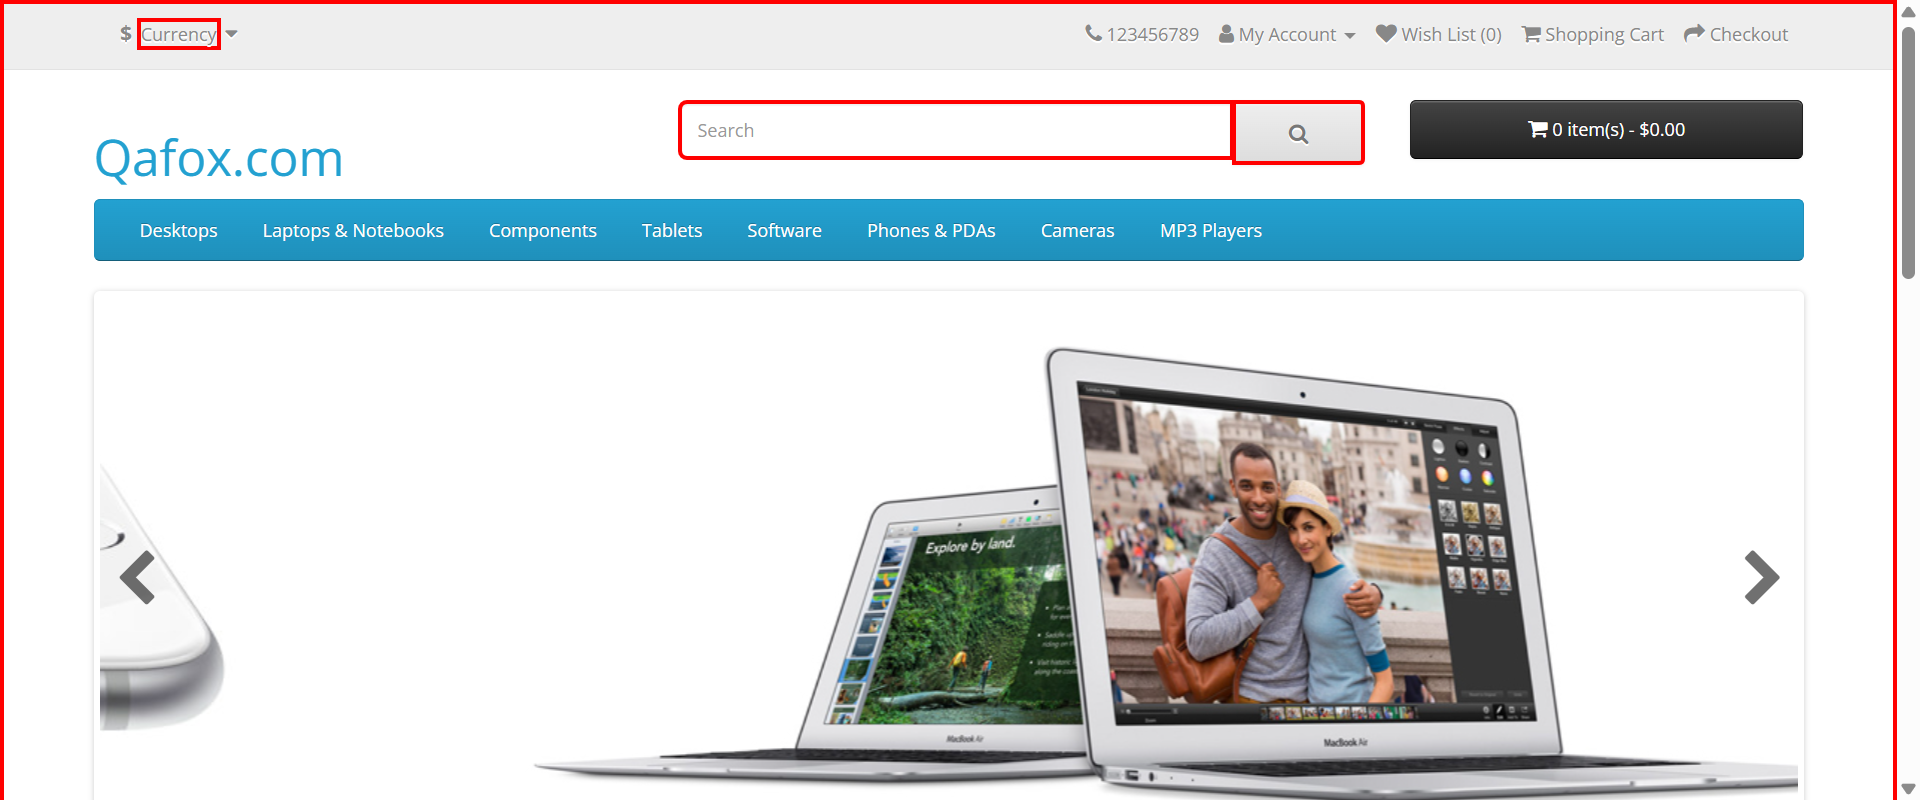 $ Currency
123456789 My Account Wish List (0) Shopping Cart Checkout
Search
0 item(s) - $0.00
Qafox.com
Desktops Laptops & Notebooks Components Tablets Software Phones & PDAs Cameras MP3 Players
Explore by land.
MacBook Air
MacBook Air